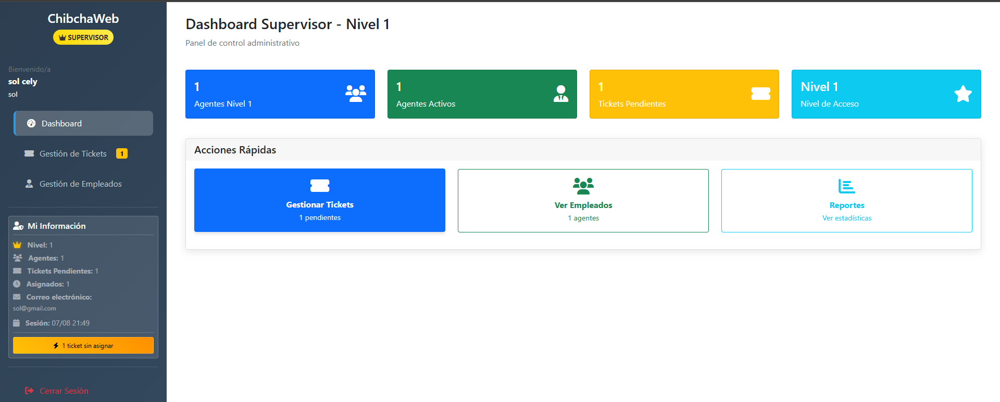 ChibchaWeb
SUPERVISOR
Bienvenido/a
sol cely
sol
Dashboard
Gestión de Tickets 1
Gestión de Empleados
Mi Información
Nivel: 1
Agentes: 1
Tickets Pendientes: 1
Asignados: 1
Correo electrónico:
sol@gmail.com
Sesión: 07/08 21:49
1 ticket sin asignar
Cerrar Sesión
Dashboard Supervisor - Nivel 1
Panel de control administrativo
1
Agentes Nivel 1
1
Agentes Activos
1
Tickets Pendientes
Nivel 1
Nivel de Acceso
Acciones Rápidas
Gestionar Tickets
1 pendientes
Ver Empleados
1 agentes
Reportes
Ver estadísticas